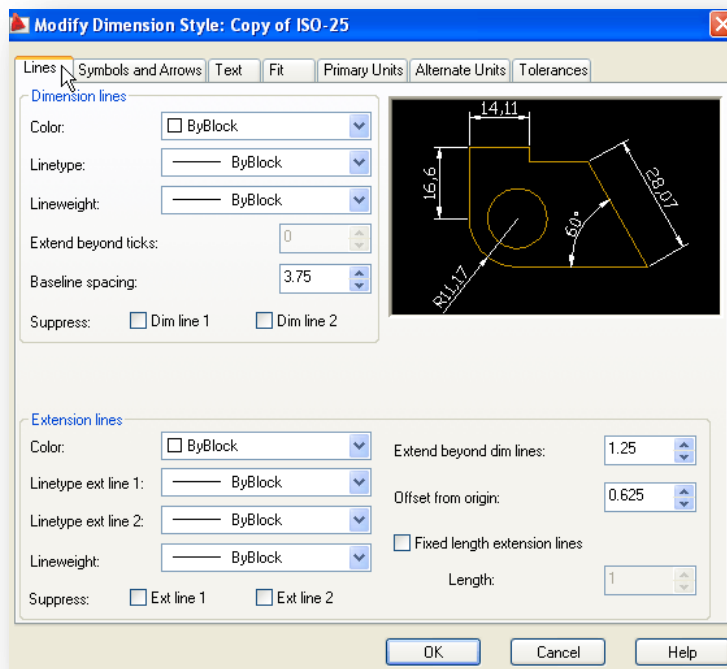 Modify Dimension Style: Copy of ISO-25
Lines Symbols and Arrows Text Fit Primary Units Alternate Units Tolerances
Dimension lines
Color: ByBlock
Linetype: ByBlock
Lineweight: ByBlock
Extend beyond ticks: 0
Baseline spacing: 3.75
Suppress: Dim line 1 Dim line 2
14,11
16,6
28,07
60°
R11,17
Extension lines
Color: ByBlock
Linetype ext line 1: ByBlock
Linetype ext line 2: ByBlock
Lineweight: ByBlock
Suppress: Ext line 1 Ext line 2
Extend beyond dim lines: 1.25
Offset from origin: 0.625
Fixed length extension lines
Length: 1
OK Cancel Help